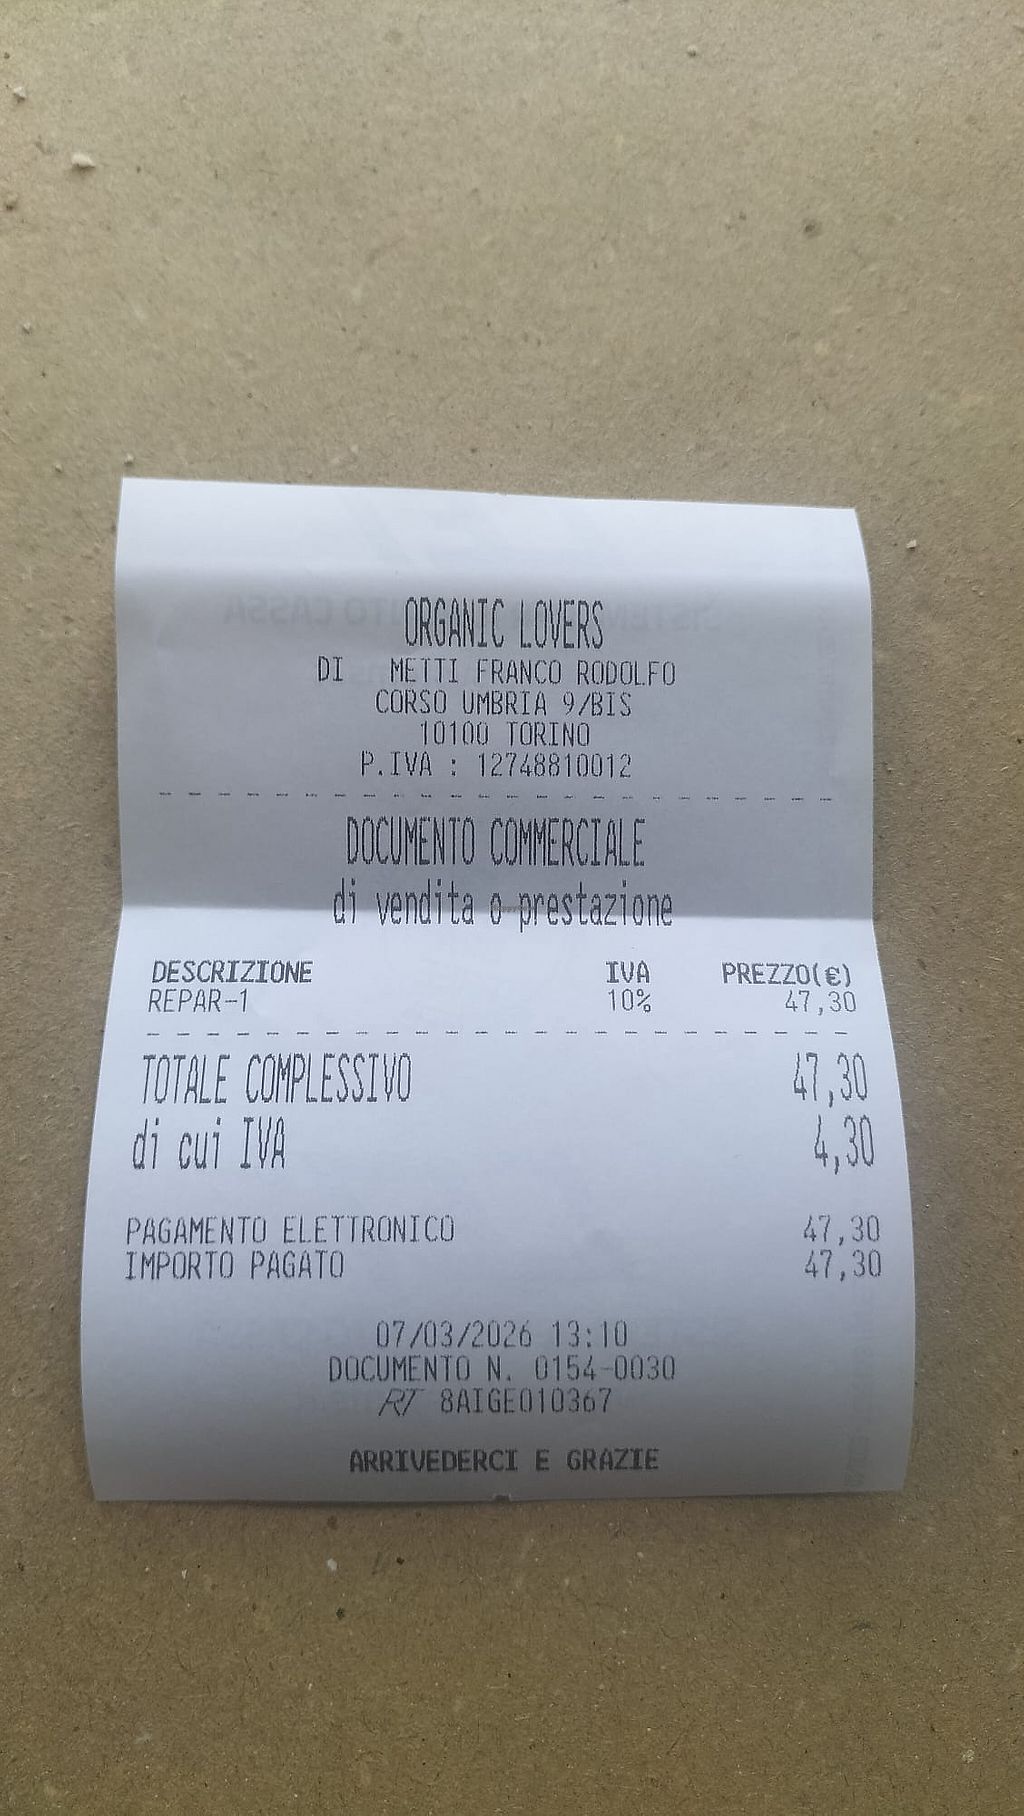 ORGANIC LOVERS
DI METTI FRANCO RODOLFO
CORSO UMBRIA 9/BIS
10100 TORINO
P.IVA : 12748810012
DOCUMENTO COMMERCIALE
di vendita o prestazione
DESCRIZIONE IVA PREZZO(€)
REPAR-1 10% 47,30
TOTALE COMPLESSIVO 47,30
di cui IVA 4,30
PAGAMENTO ELETTRONICO 47,30
IMPORTO PAGATO 47,30
07/03/2026 13:10
DOCUMENTO N. 0154-0030
RT 8AIGE010367
ARRIVEDERCI E GRAZIE